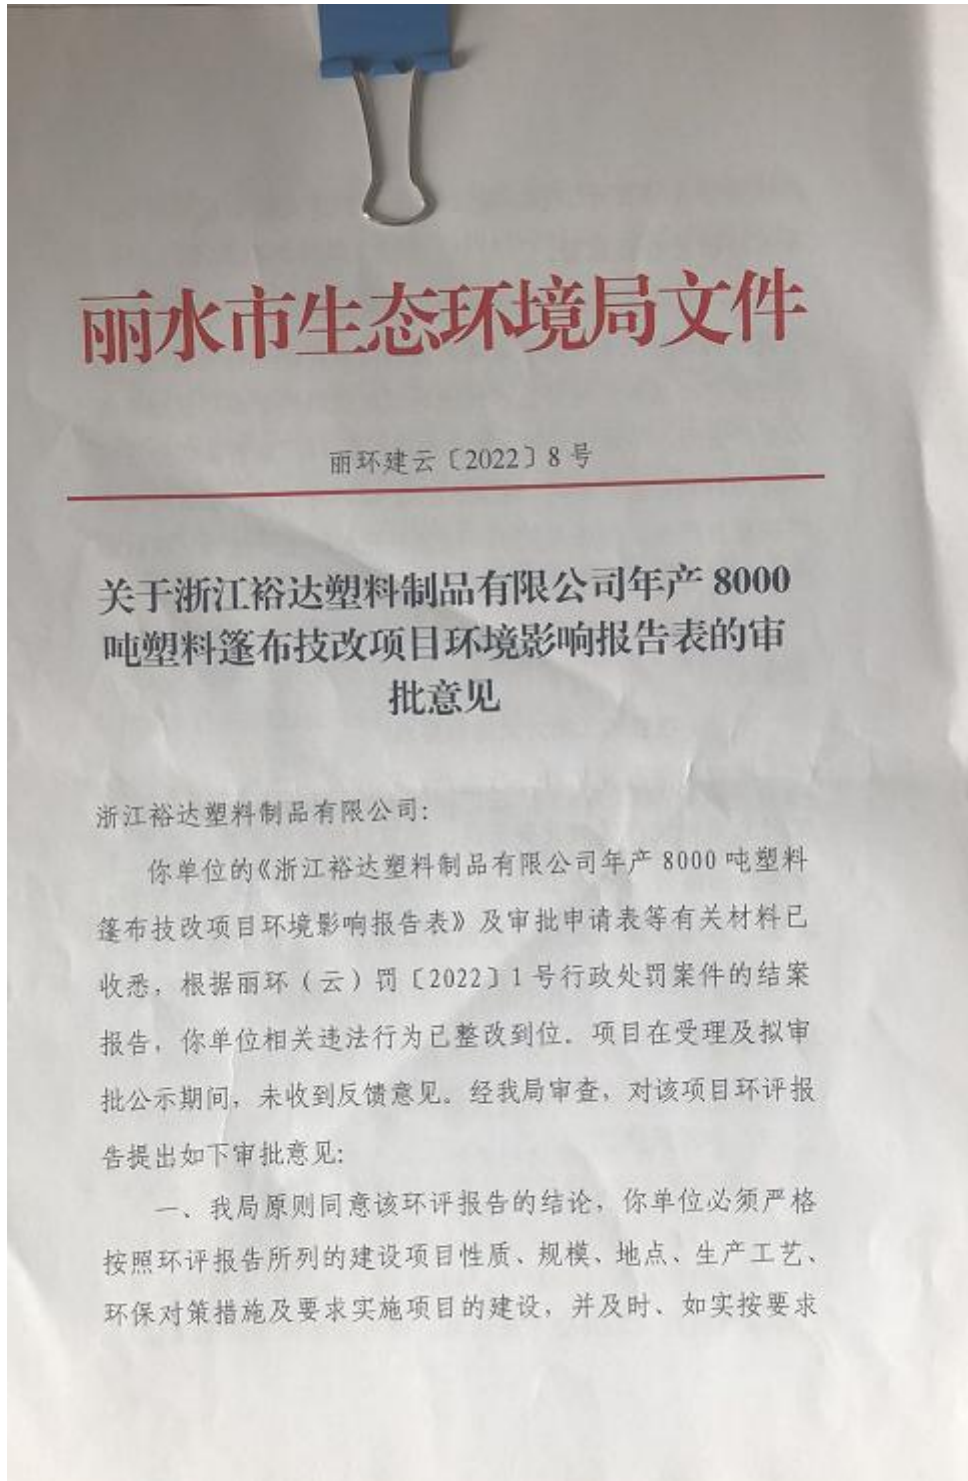 丽水市生态环境局文件
丽环建云〔2022〕8号
关于浙江裕达塑料制品有限公司年产8000
吨塑料篷布技改项目环境影响报告表的审
批意见
浙江裕达塑料制品有限公司:
你单位的《浙江裕达塑料制品有限公司年产8000吨塑料
篷布技改项目环境影响报告表》及审批申请表等有关材料已
收悉，根据丽环（云）罚〔2022〕1号行政处罚案件的结案
报告，你单位相关违法行为已整改到位．项目在受理及拟审
批公示期间，未收到反馈意见。经我局审查，对该项目环评报
告提出如下审批意见:
一、我局原则同意该环评报告的结论，你单位必须严格
按照环评报告所列的建设项目性质、规模、地点、生产工艺、
环保对策措施及要求实施项目的建设，并及时、如实按要求